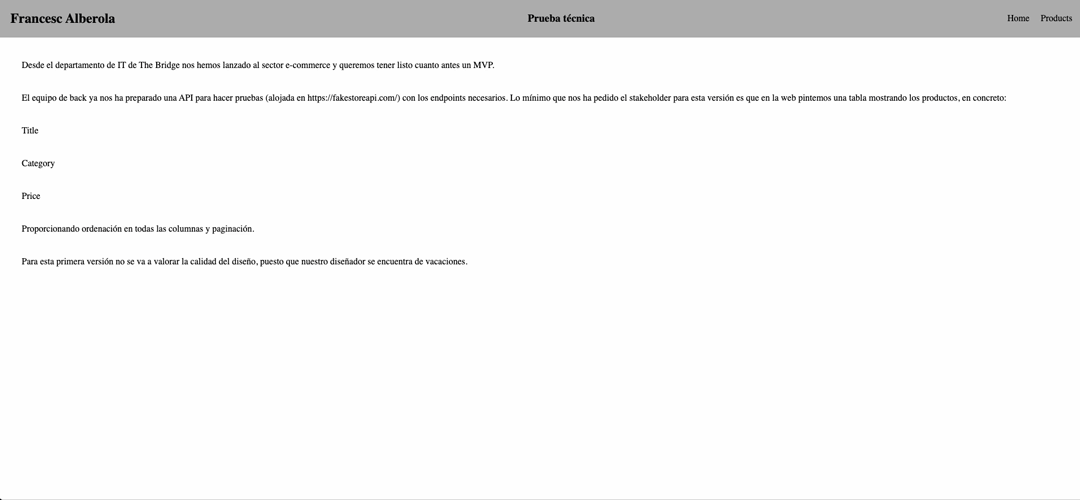 Francesc Alberola
Prueba técnica
Home
Products
Desde el departamento de IT de The Bridge nos hemos lanzado al sector e-commerce y queremos tener listo cuanto antes un MVP.
El equipo de back ya nos ha preparado una API para hacer pruebas (alojada en https://fakestoreapi.com/) con los endpoints necesarios. Lo mínimo que nos ha pedido el stakeholder para esta versión es que en la web pintemos una tabla mostrando los productos, en concreto:
Title
Category
Price
Proporcionando ordenación en todas las columnas y paginación.
Para esta primera versión no se va a valorar la calidad del diseño, puesto que nuestro diseñador se encuentra de vacaciones.